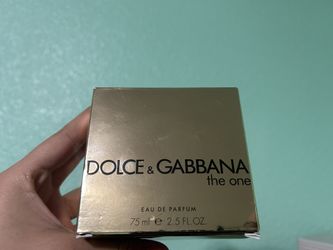 DOLCE & GABBANA
the one
EAU DE PARFUM
75 ml ℮ 2.5 FL.OZ.